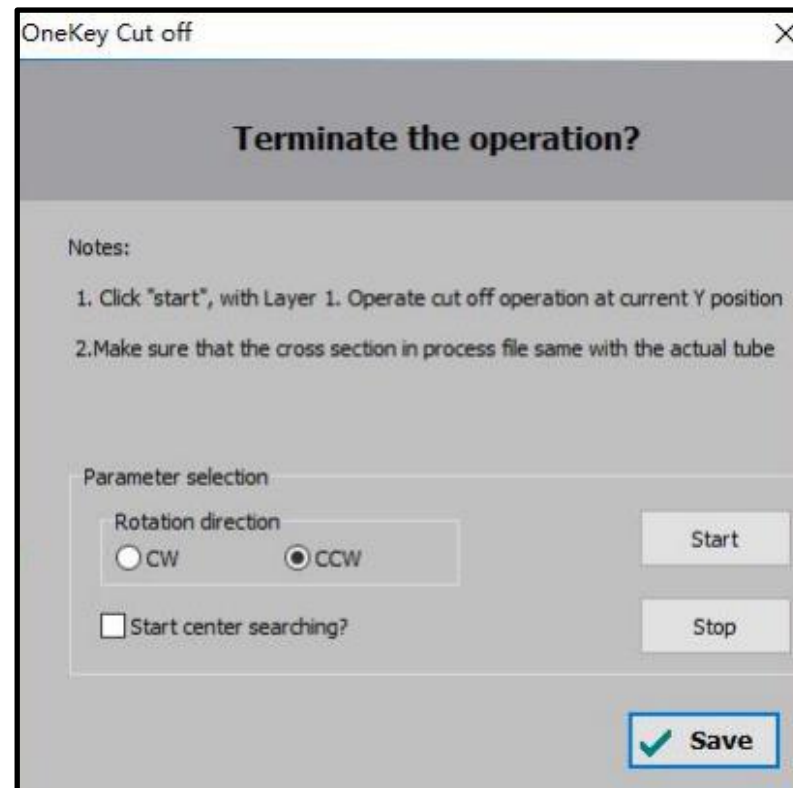 OneKey Cut off
Terminate the operation?
Notes:
1. Click "start", with Layer 1. Operate cut off operation at current Y position
2.Make sure that the cross section in process file same with the actual tube
Parameter selection
Rotation direction
CW
CCW
Start
Start center searching?
Stop
Save